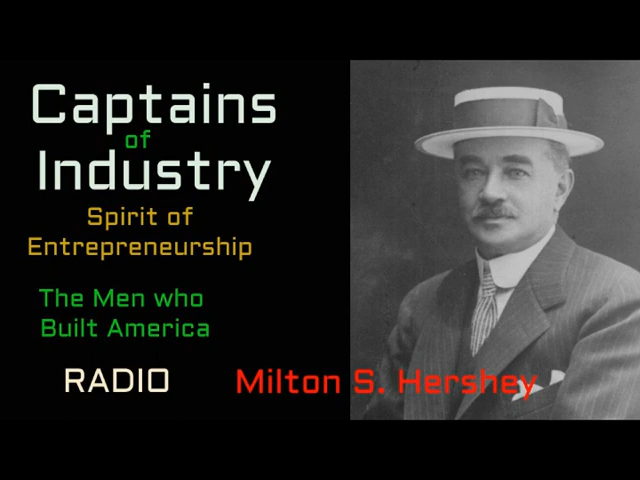 Captains
of
Industry
Spirit of
Entrepreneurship
The Men who
Built America
RADIO
Milton S. Hershey